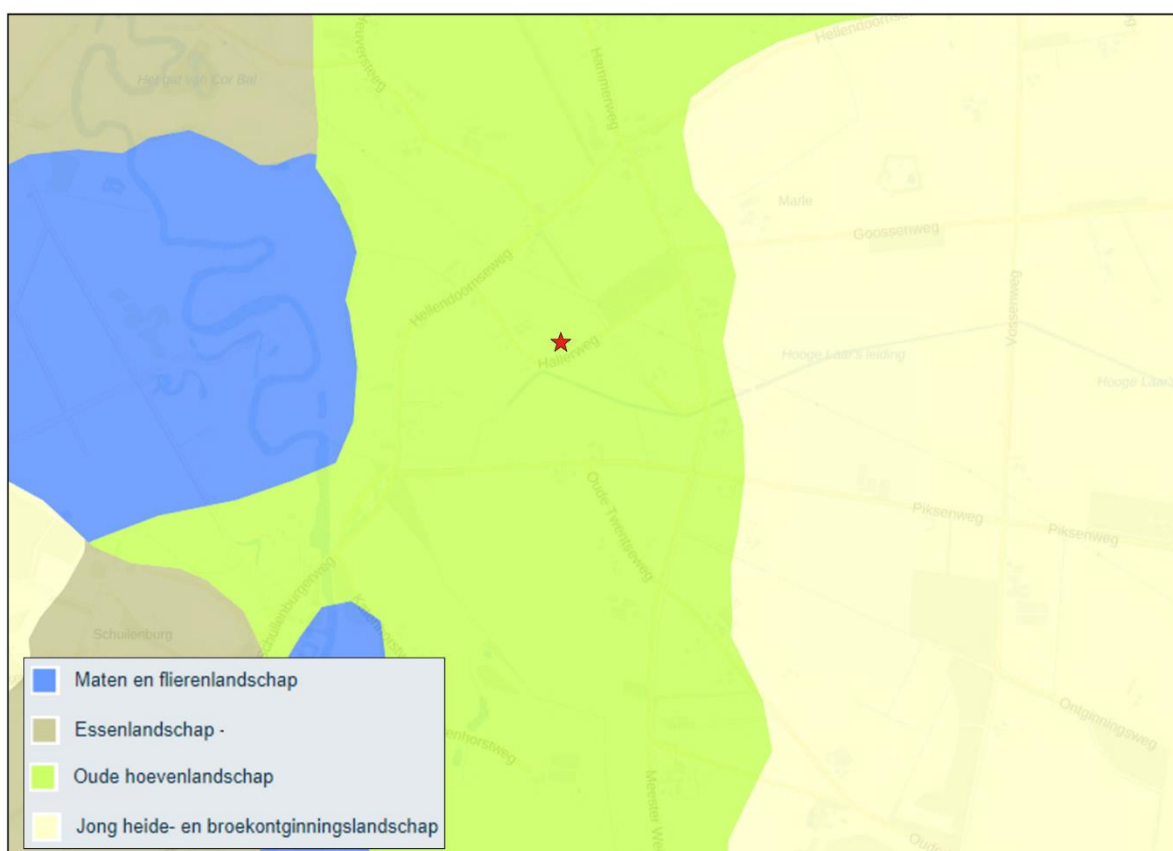 Hellendoornseweg
Hammerweg
Het gat van Cor Bal
Marle
Goossenweg
Hellendoornseweg
Vossenweg
Hallerweg
Hooge Laar's leiding
Hooge Laar's
Oude Twentseweg
Piksenweg
Piksenweg
Schuilenburgerweg
Schuilenburg
Ontginningsweg
Maten en flierenlandschap
Essenlandschap -
Oude hoevenlandschap
Jong heide- en broekontginningslandschap